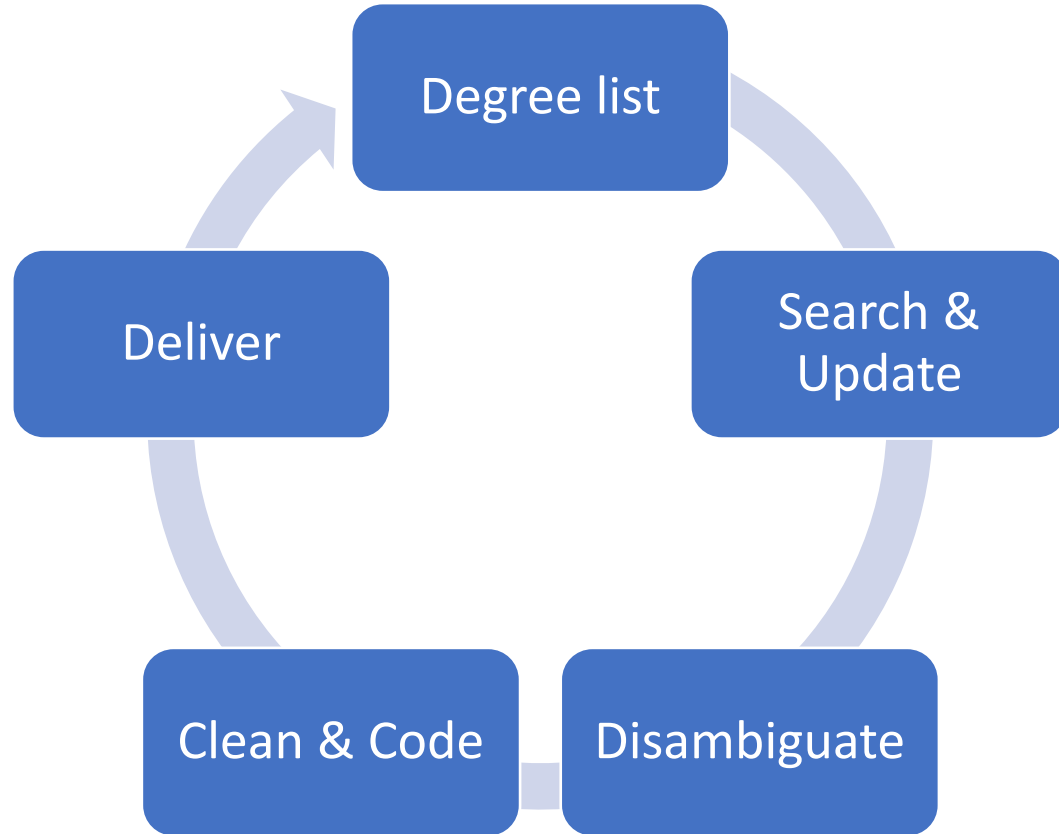 Degree list
Search &
Update
Disambiguate
Clean & Code
Deliver